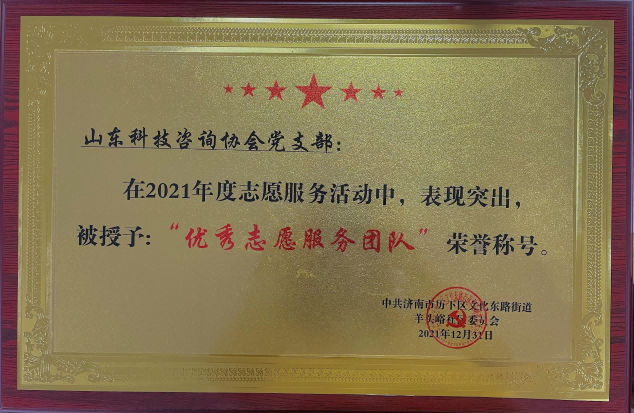 山东科技咨询协会党支部：
在2021年度志愿服务活动中，表现突出，
被授予：“优秀志愿服务团队”荣誉称号。
中共济南市历下区文化东路街道
羊头峪社区委员会
2021年12月31日